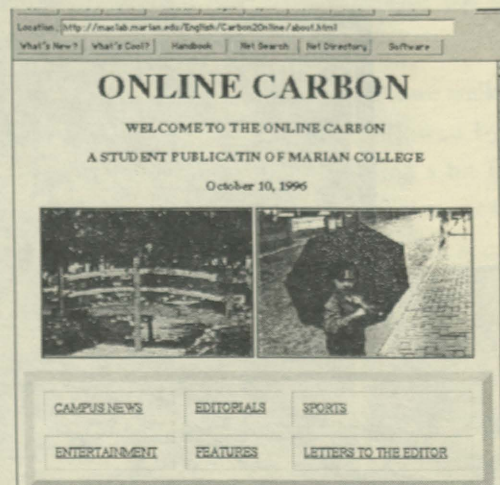 Location: http://maclab.marian.edu/English/Carbon2Online/about.html
What's New? What's Cool? Handbook Net Search Net Directory Software
ONLINE CARBON
WELCOME TO THE ONLINE CARBON
A STUDENT PUBLICATIN OF MARIAN COLLEGE
October 10, 1996
CAMPUS NEWS EDITORIALS SPORTS
ENTERTAINMENT FEATURES LETTERS TO THE EDITOR